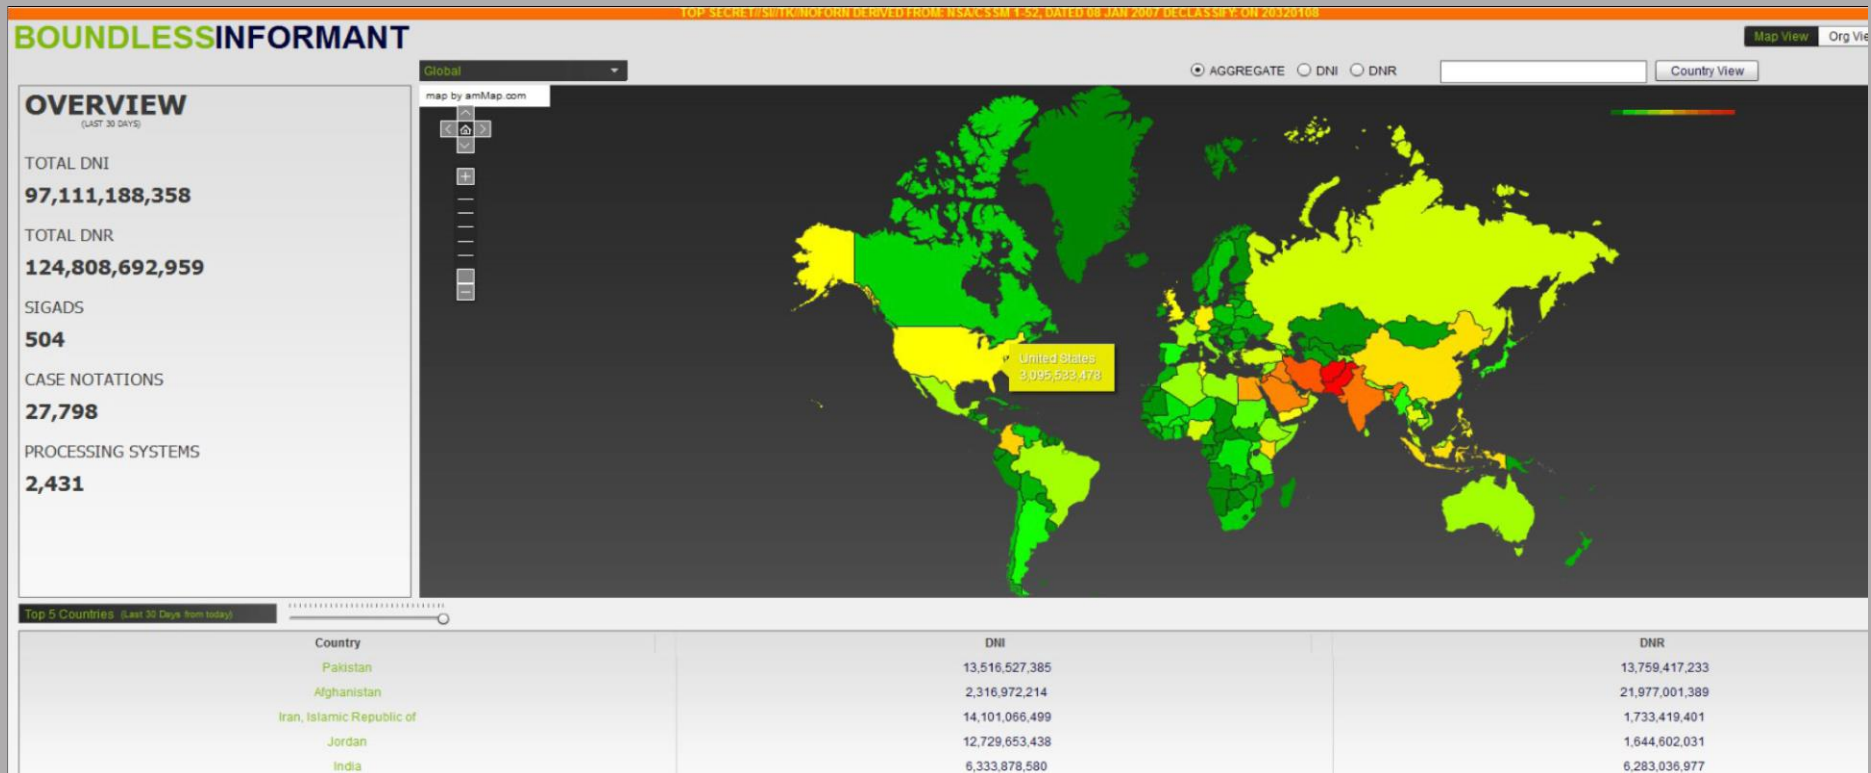 TOP SECRET//SI//TK//NOFORN DERIVED FROM: NSA/CSSM 1-52, DATED 08 JAN 2007 DECLASSIFY: ON 20320108
BOUNDLESSINFORMANT
Map View Org Vie
Global
AGGREGATE DNI DNR Country View
map by amMap.com
OVERVIEW
(LAST 30 DAYS)
TOTAL DNI
97,111,188,358
TOTAL DNR
124,808,692,959
SIGADS
504
CASE NOTATIONS
27,798
PROCESSING SYSTEMS
2,431
United States
3,095,533,478
Top 5 Countries (Last 30 Days from today)
Country DNI DNR
Pakistan 13,516,527,385 13,759,417,233
Afghanistan 2,316,972,214 21,977,001,389
Iran, Islamic Republic of 14,101,066,499 1,733,419,401
Jordan 12,729,653,438 1,644,602,031
India 6,333,878,580 6,283,036,977